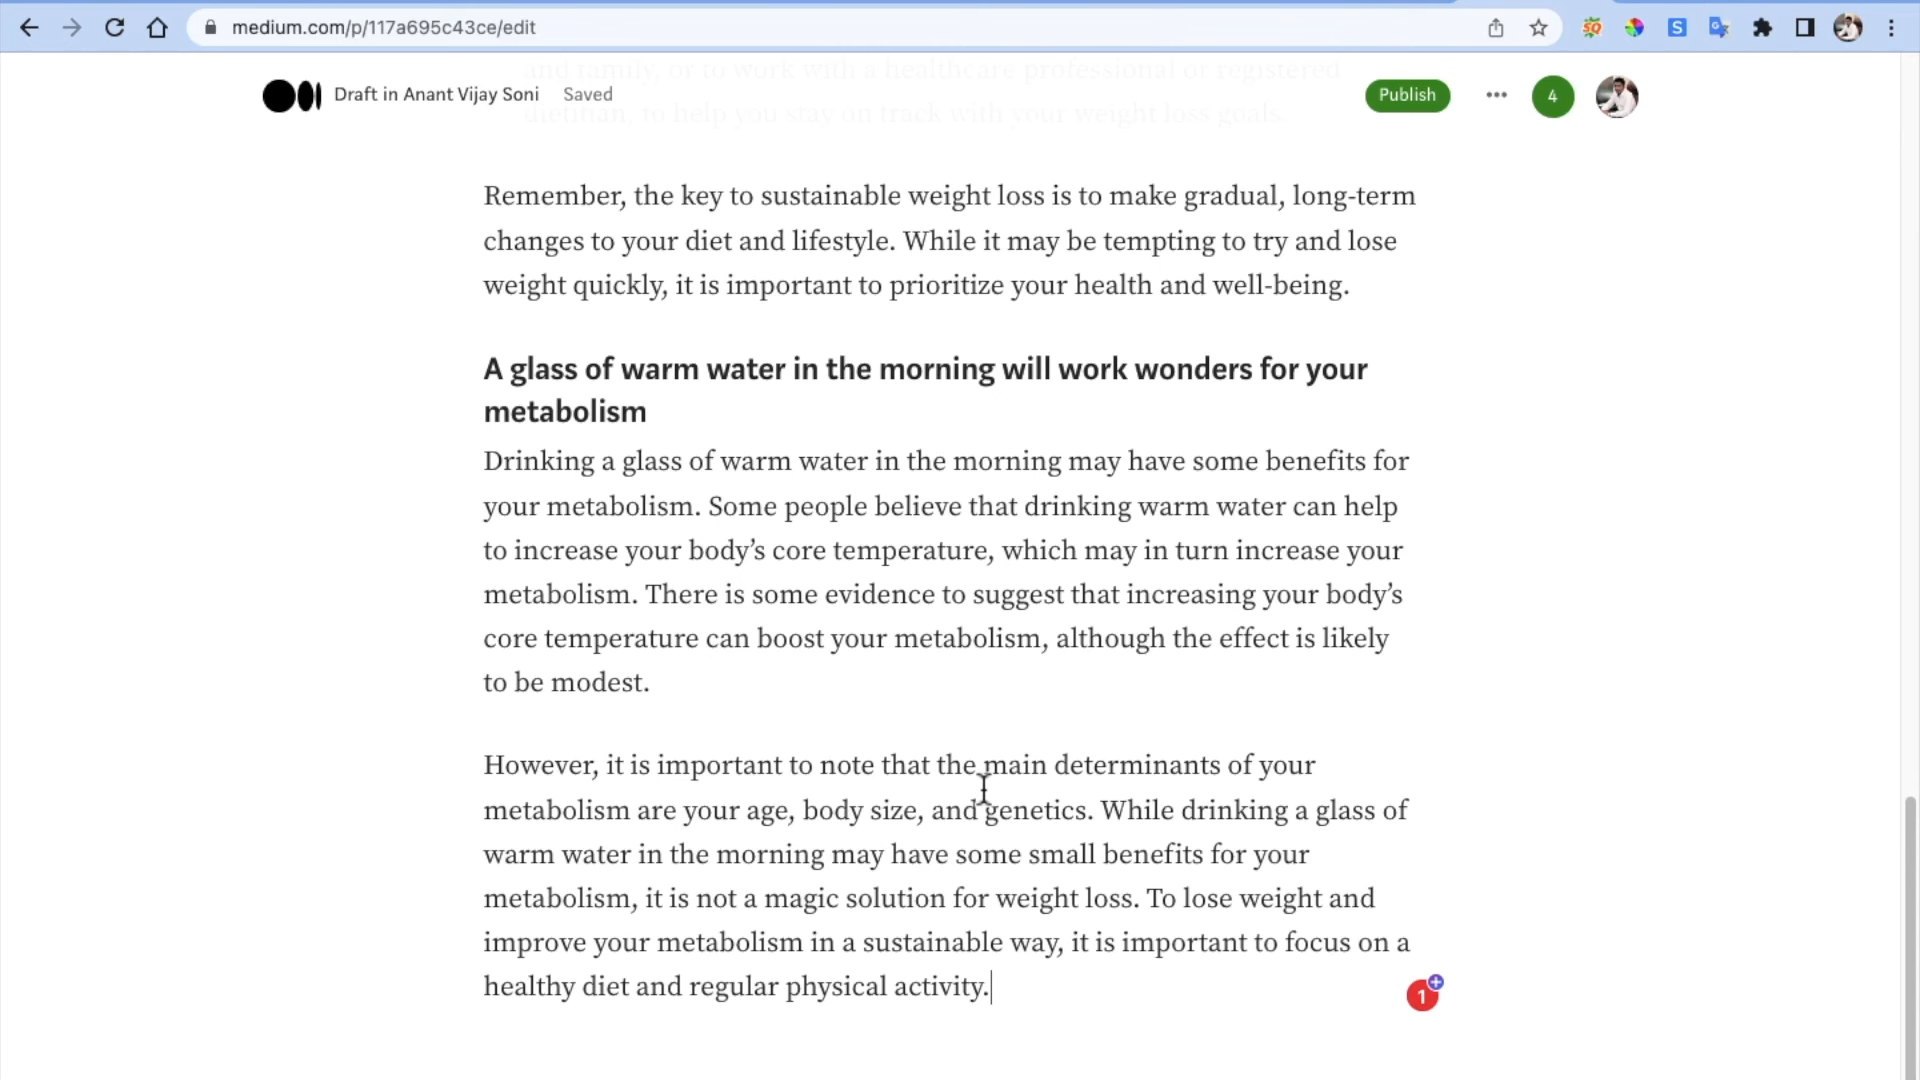 medium.com/p/117a695c43ce/edit
and family, or to work with a healthcare professional or registered
Draft in Anant Vijay Soni Saved Publish 4
dietitian, to help you stay on track with your weight loss goals.
Remember, the key to sustainable weight loss is to make gradual, long-term
changes to your diet and lifestyle. While it may be tempting to try and lose
weight quickly, it is important to prioritize your health and well-being.
A glass of warm water in the morning will work wonders for your
metabolism
Drinking a glass of warm water in the morning may have some benefits for
your metabolism. Some people believe that drinking warm water can help
to increase your body’s core temperature, which may in turn increase your
metabolism. There is some evidence to suggest that increasing your body’s
core temperature can boost your metabolism, although the effect is likely
to be modest.
However, it is important to note that the main determinants of your
metabolism are your age, body size, and genetics. While drinking a glass of
warm water in the morning may have some small benefits for your
metabolism, it is not a magic solution for weight loss. To lose weight and
improve your metabolism in a sustainable way, it is important to focus on a
healthy diet and regular physical activity.
1